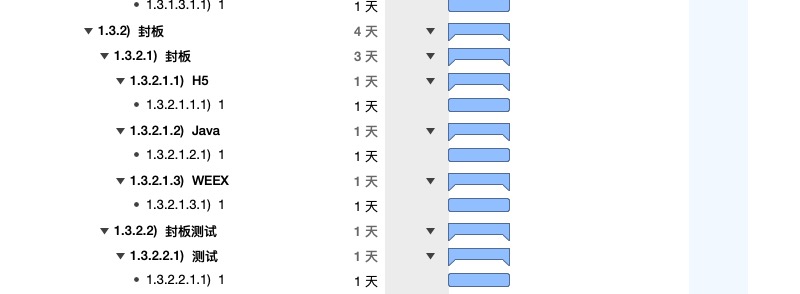 1.3.1.3.1.1) 1 1 天
1.3.2) 封板 4 天
1.3.2.1) 封板 3 天
1.3.2.1.1) H5 1 天
1.3.2.1.1.1) 1 1 天
1.3.2.1.2) Java 1 天
1.3.2.1.2.1) 1 1 天
1.3.2.1.3) WEEX 1 天
1.3.2.1.3.1) 1 1 天
1.3.2.2) 封板测试 1 天
1.3.2.2.1) 测试 1 天
1.3.2.2.1.1) 1 1 天